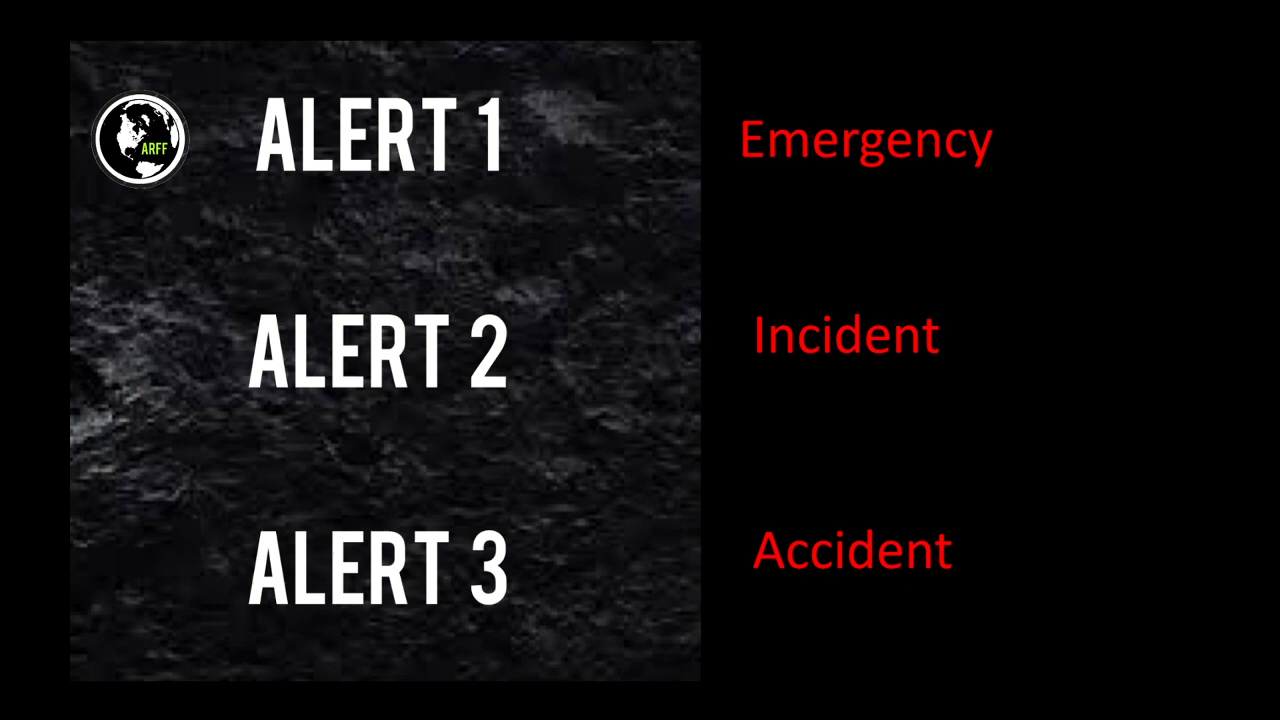 ARFF
ALERT 1
Emergency
ALERT 2
Incident
ALERT 3
Accident